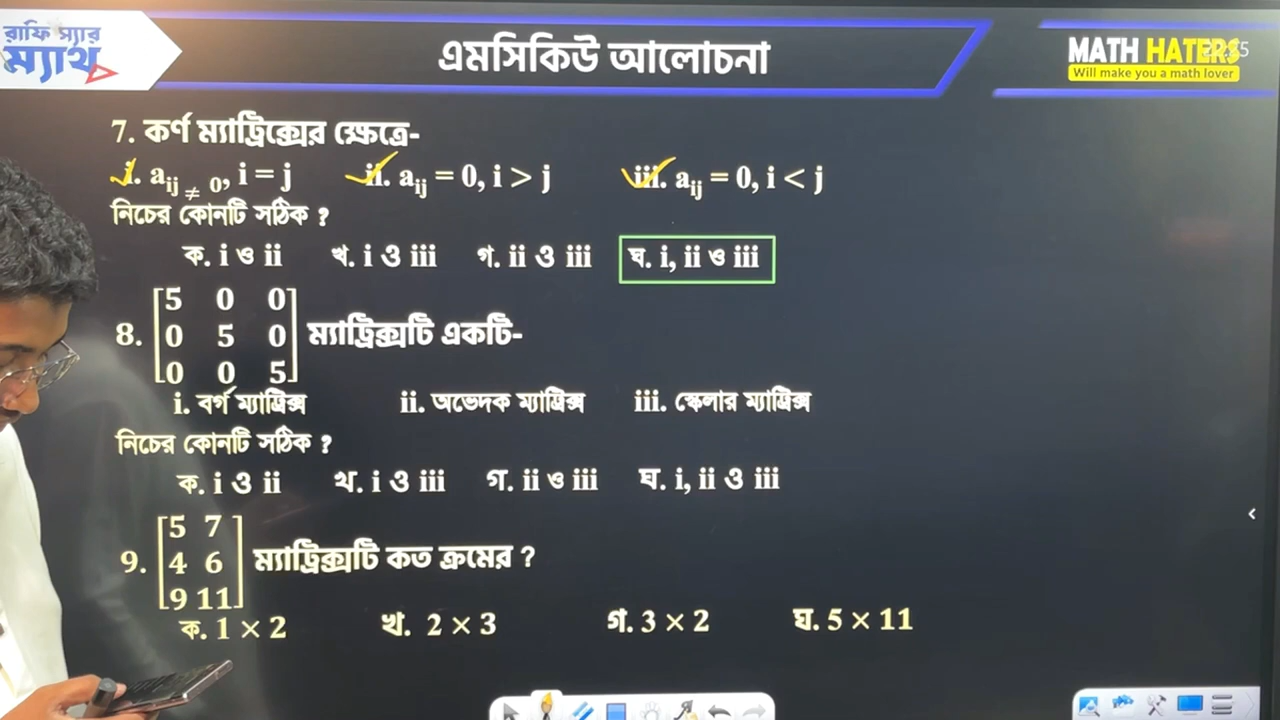 রাফি স্যার
ম্যাথ
এমসিকিউ আলোচনা
MATH HATERS
Will make you a math lover
7. কর্ণ ম্যাট্রিক্সের ক্ষেত্রে-
i. aij ≠ 0, i = j ii. aij = 0, i > j iii. aij = 0, i < j
নিচের কোনটি সঠিক ?
ক. i ও ii খ. i ও iii গ. ii ও iii ঘ. i, ii ও iii
5 0 0
8. 0 5 0 ম্যাট্রিক্সটি একটি-
0 0 5
i. বর্গ ম্যাট্রিক্স ii. অভেদক ম্যাট্রিক্স iii. স্কেলার ম্যাট্রিক্স
নিচের কোনটি সঠিক ?
ক. i ও ii খ. i ও iii গ. ii ও iii ঘ. i, ii ও iii
5 7
9. 4 6 ম্যাট্রিক্সটি কত ক্রমের ?
9 11
ক. 1 × 2 খ. 2 × 3 গ. 3 × 2 ঘ. 5 × 11